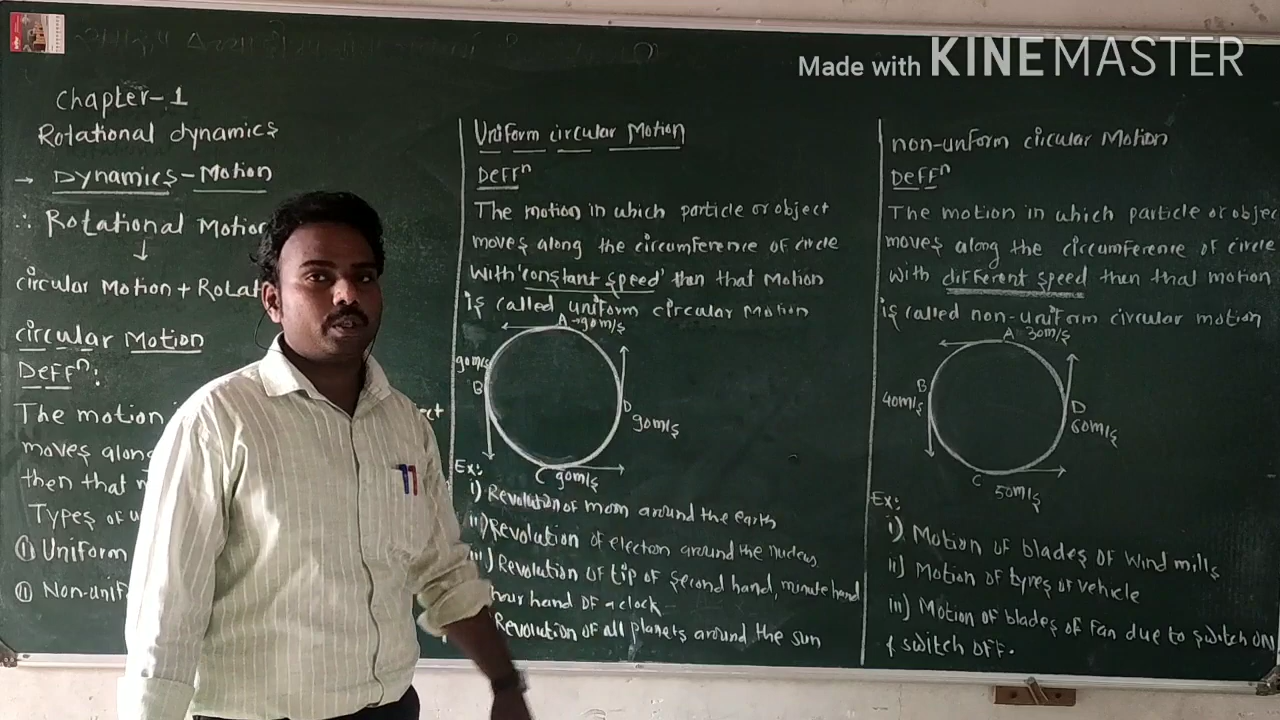 Made with KINEMASTER
Chapter-1
Rotational dynamics
→ Dynamics - Motion
∴ Rotational Motion
↓
circular Motion + Rotat
circular Motion
Deffⁿ:
The motion
moves along
then that
Types of
① Uniform
② Non-unif
ect
Uniform circular Motion
Deffⁿ
The motion in which particle or object
moves along the circumference of circle
with 'constant speed' then that Motion
is called uniform circular Motion
A → 90m/s
90m/s
B
D
90m/s
C 90m/s
Ex:
i) Revolution of moon around the earth
ii) Revolution of electron around the nucleus
iii) Revolution of tip of second hand, minute hand
hour hand of a clock
Revolution of all planets around the sun
non-unform circular Motion
Deffⁿ
The motion in which particle or objec
moves along the circumference of circle
with different speed then that motion
is called non-uniform circular motion
A 30m/s
B
40m/s
D
60m/s
C 50m/s
Ex:
i) Motion of blades of wind mills
ii) Motion of tyres of vehicle
iii) Motion of blades of fan due to switch on
& switch off.